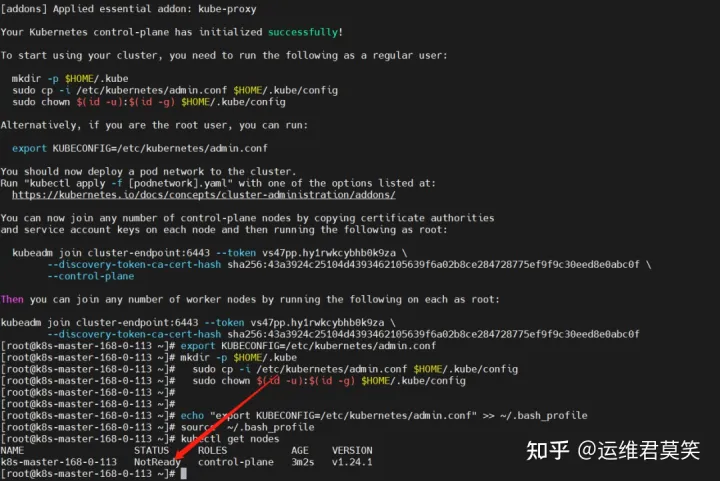 [addons] Applied essential addon: kube-proxy
Your Kubernetes control-plane has initialized successfully!
To start using your cluster, you need to run the following as a regular user:
mkdir -p $HOME/.kube
sudo cp -i /etc/kubernetes/admin.conf $HOME/.kube/config
sudo chown $(id -u):$(id -g) $HOME/.kube/config
Alternatively, if you are the root user, you can run:
export KUBECONFIG=/etc/kubernetes/admin.conf
You should now deploy a pod network to the cluster.
Run "kubectl apply -f [podnetwork].yaml" with one of the options listed at:
https://kubernetes.io/docs/concepts/cluster-administration/addons/
You can now join any number of control-plane nodes by copying certificate authorities
and service account keys on each node and then running the following as root:
kubeadm join cluster-endpoint:6443 --token vs47pp.hy1rwkcybhb0k9za \
--discovery-token-ca-cert-hash sha256:43a3924c25104d4393462105639f6a02b8ce284728775ef9f9c30eed8e0abc0f \
--control-plane
Then you can join any number of worker nodes by running the following on each as root:
kubeadm join cluster-endpoint:6443 --token vs47pp.hy1rwkcybhb0k9za \
--discovery-token-ca-cert-hash sha256:43a3924c25104d4393462105639f6a02b8ce284728775ef9f9c30eed8e0abc0f
[root@k8s-master-168-0-113 ~]# export KUBECONFIG=/etc/kubernetes/admin.conf
[root@k8s-master-168-0-113 ~]# mkdir -p $HOME/.kube
[root@k8s-master-168-0-113 ~]# sudo cp -i /etc/kubernetes/admin.conf $HOME/.kube/config
[root@k8s-master-168-0-113 ~]# sudo chown $(id -u):$(id -g) $HOME/.kube/config
[root@k8s-master-168-0-113 ~]#
[root@k8s-master-168-0-113 ~]#
[root@k8s-master-168-0-113 ~]# echo "export KUBECONFIG=/etc/kubernetes/admin.conf" >> ~/.bash_profile
[root@k8s-master-168-0-113 ~]# source ~/.bash_profile
[root@k8s-master-168-0-113 ~]# kubectl get nodes
NAME STATUS ROLES AGE VERSION
k8s-master-168-0-113 NotReady control-plane 3m2s v1.24.1
[root@k8s-master-168-0-113 ~]#
知乎 @运维君莫笑